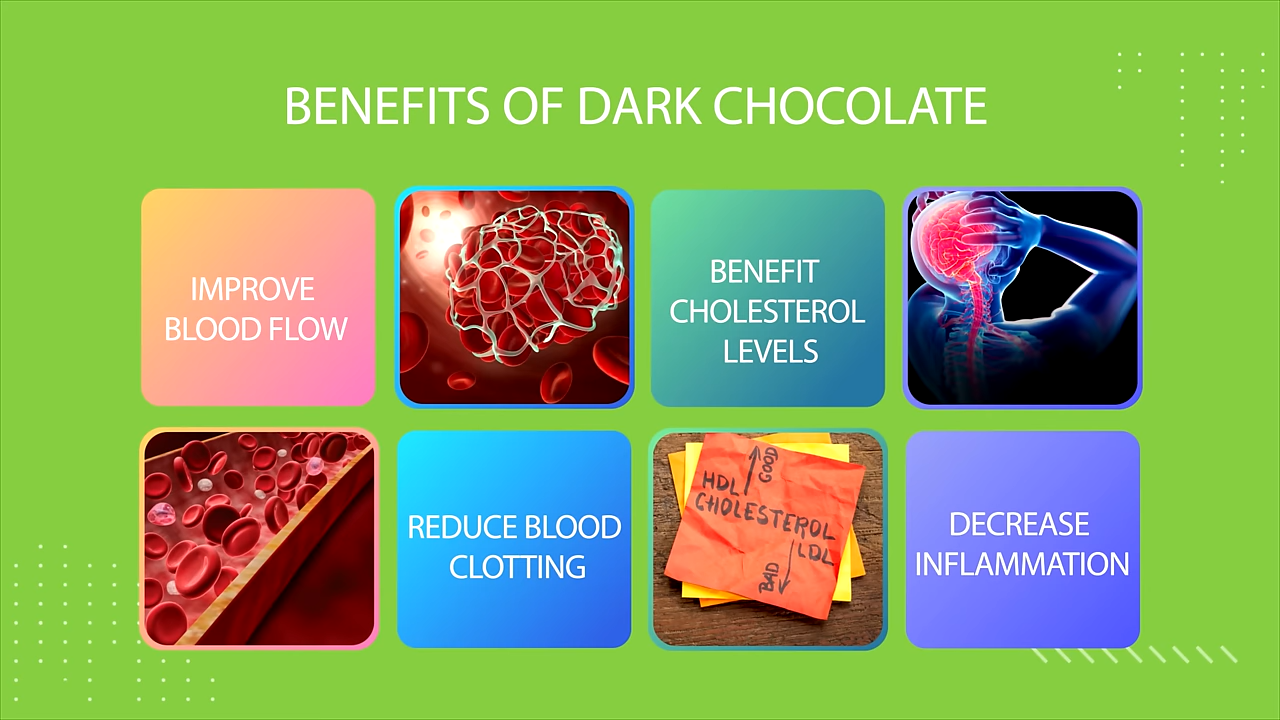 BENEFITS OF DARK CHOCOLATE
IMPROVE
BLOOD FLOW
BENEFIT
CHOLESTEROL
LEVELS
REDUCE BLOOD
CLOTTING
GOOD
HDL
CHOLESTEROL
LDL
BAD
DECREASE
INFLAMMATION